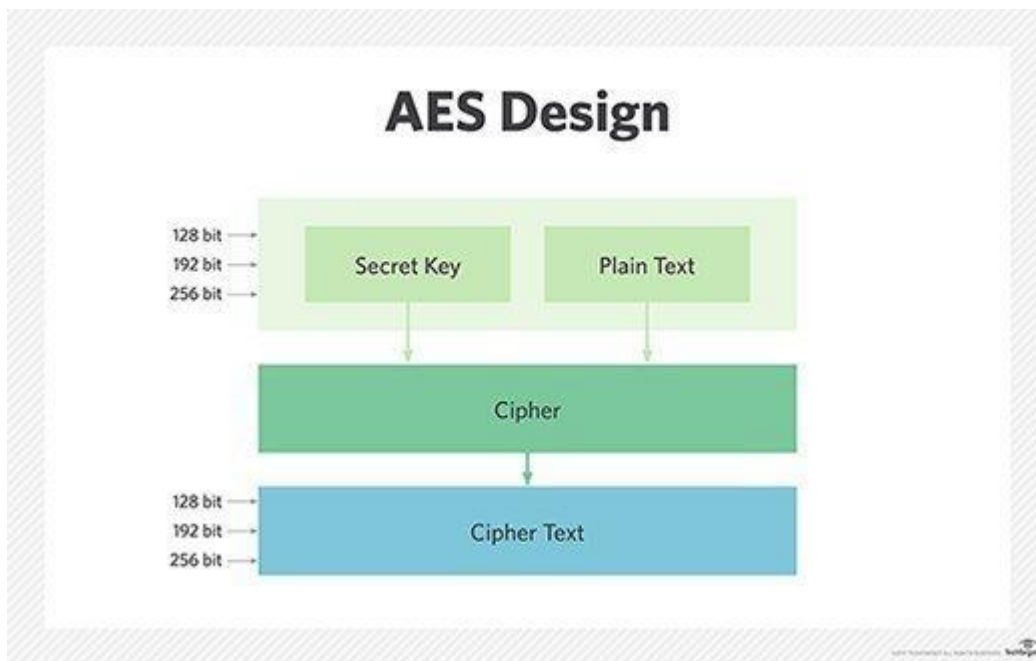 AES Design
128 bit
192 bit
256 bit
Secret Key
Plain Text
Cipher
128 bit
192 bit
256 bit
Cipher Text